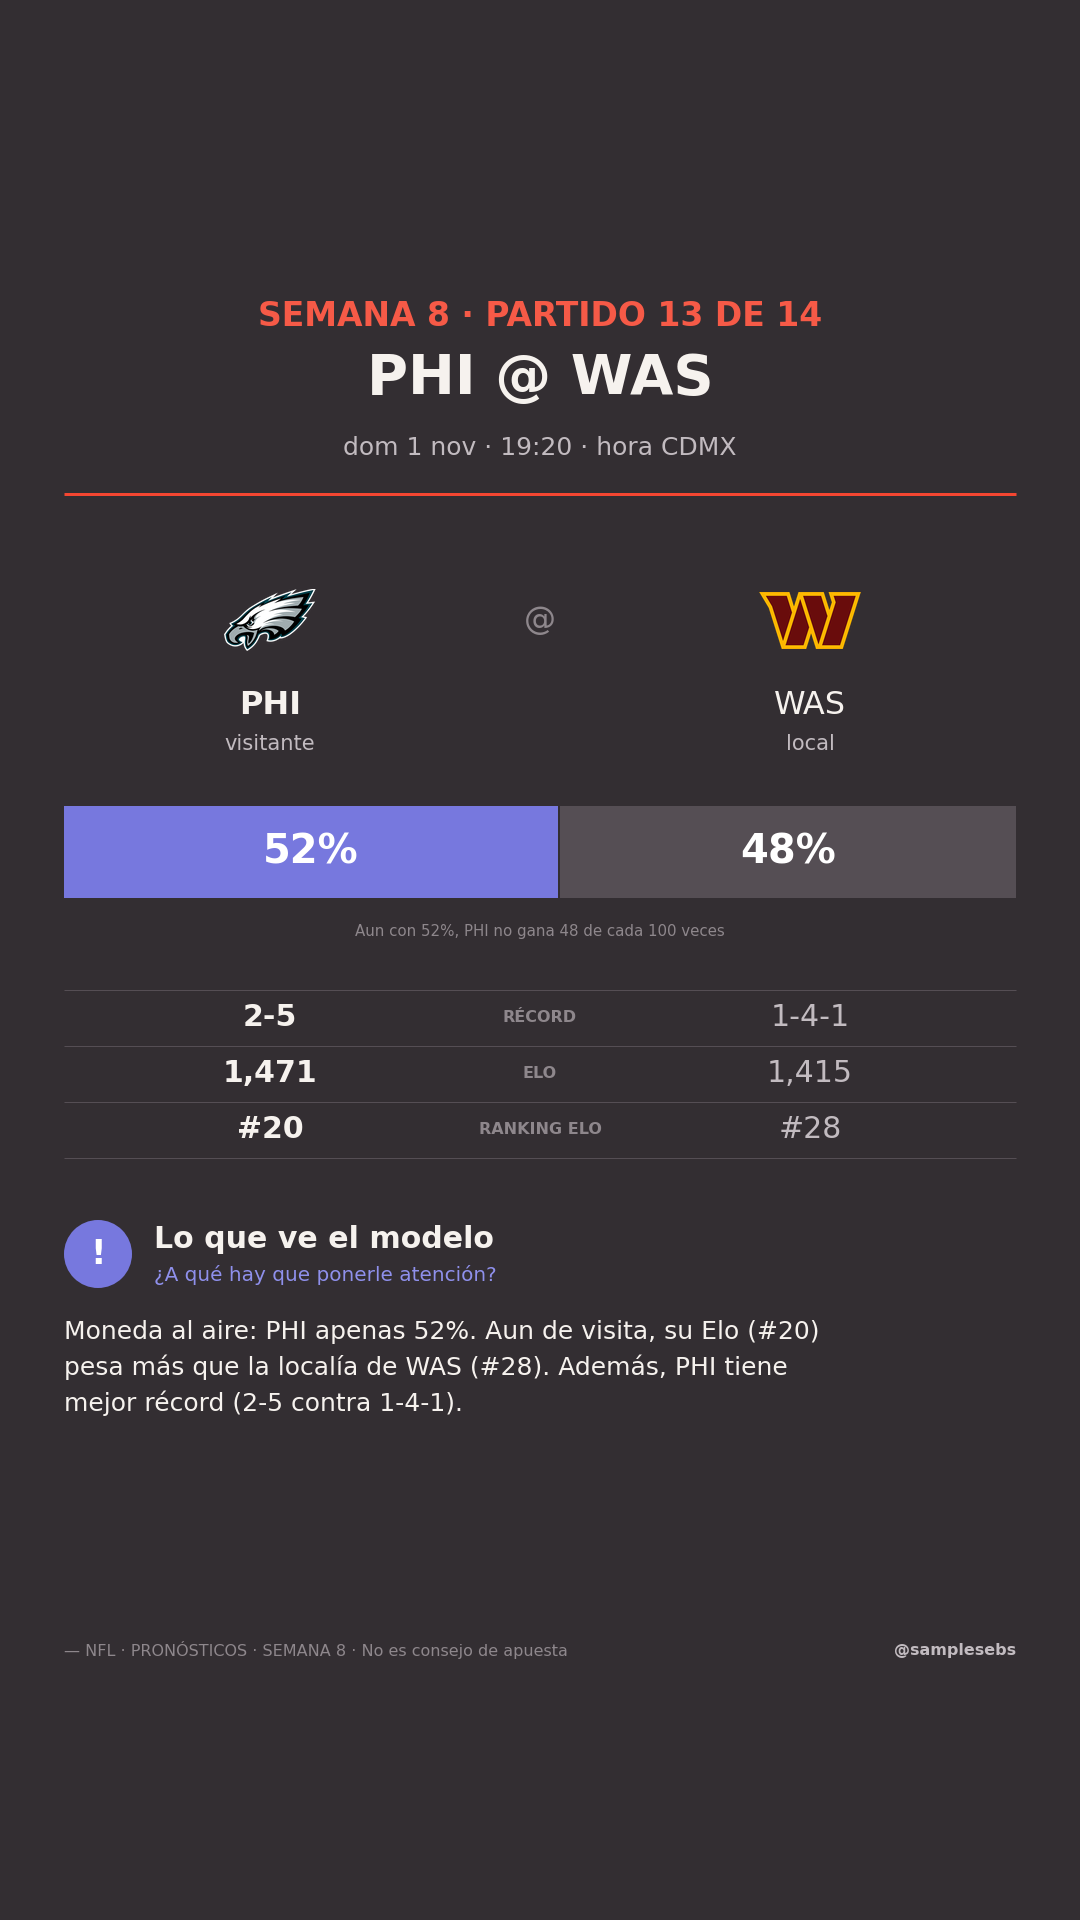 SEMANA 8 · PARTIDO 13 DE 14
PHI @ WAS
dom 1 nov · 19:20 · hora CDMX
@
PHI
WAS
visitante
local
52%
48%
Aun con 52%, PHI no gana 48 de cada 100 veces
2-5 RÉCORD 1-4-1
1,471 ELO 1,415
#20 RANKING ELO #28
!
Lo que ve el modelo
¿A qué hay que ponerle atención?
Moneda al aire: PHI apenas 52%. Aun de visita, su Elo (#20)
pesa más que la localía de WAS (#28). Además, PHI tiene
mejor récord (2-5 contra 1-4-1).
— NFL · PRONÓSTICOS · SEMANA 8 · No es consejo de apuesta
@samplesebs